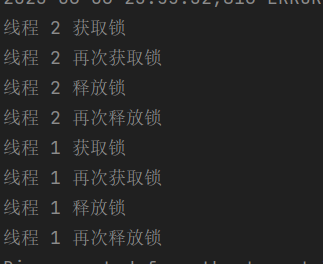 线程 2 获取锁
线程 2 再次获取锁
线程 2 释放锁
线程 2 再次释放锁
线程 1 获取锁
线程 1 再次获取锁
线程 1 释放锁
线程 1 再次释放锁